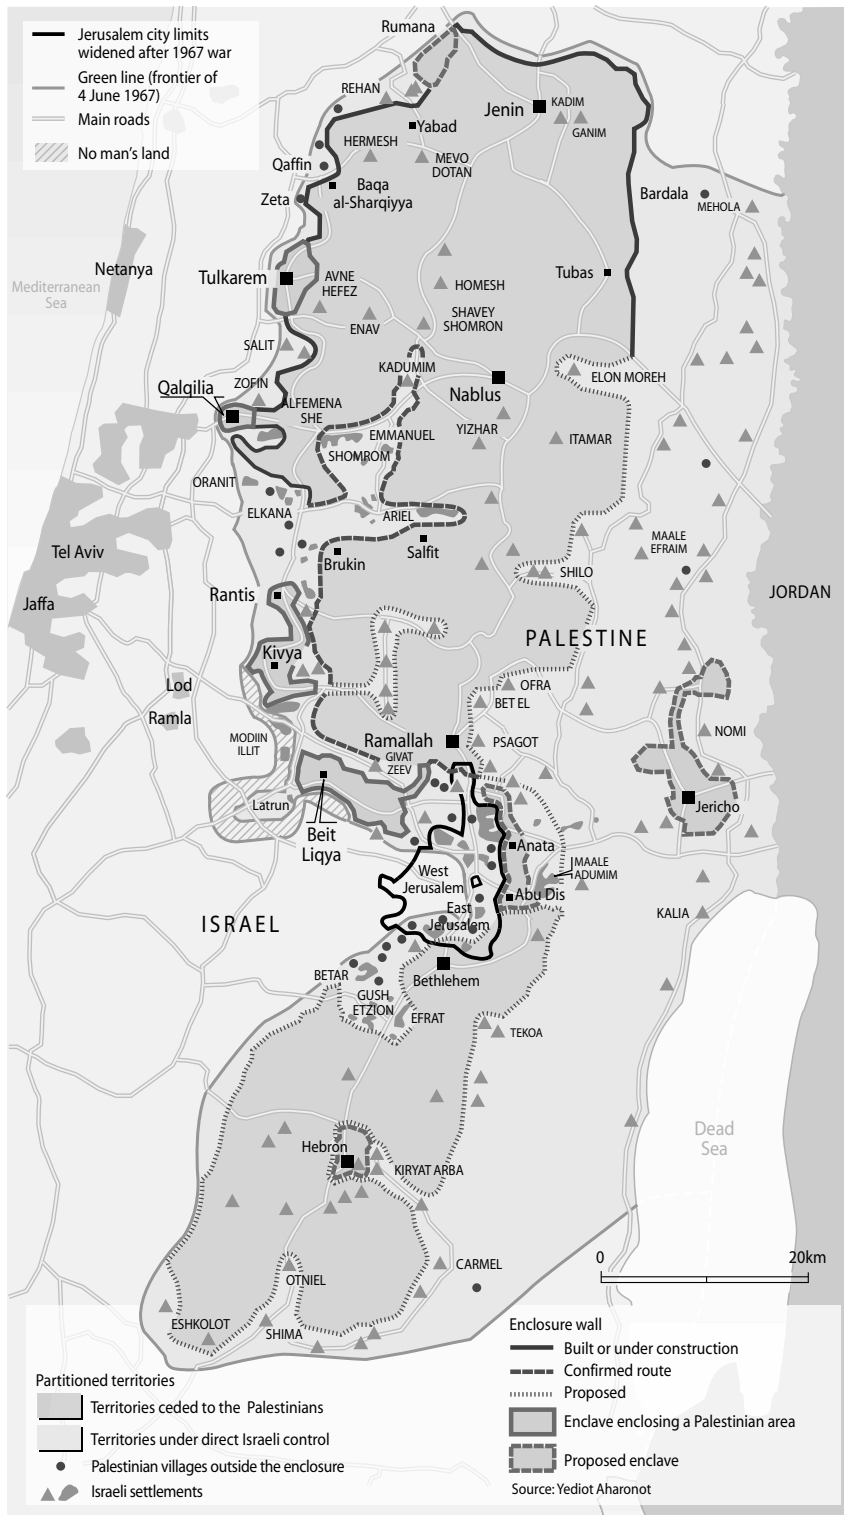 Jerusalem city limits
widened after 1967 war
Green line (frontier of
4 June 1967)
Main roads
No man's land
Rumana
REHAN
Jenin
KADIM
GANIM
Yabad
HERMESH
MEVO
DOTAN
Qaffin
Baqa
al-Sharqiyya
Zeta
Bardala
MEHOLA
Netanya
Mediterranean
Sea
Tulkarem
AVNE
HEFEZ
HOMESH
Tubas
SHAVEY
SHOMRON
ENAV
SALIT
KADUMIM
ELON MOREH
Qalqilia
ZOFIN
Nablus
ALFEMENA
SHE
EMMANUEL
YIZHAR
ITAMAR
SHOMROM
ORANIT
ELKANA
ARIEL
Tel Aviv
Brukin
Salfit
MAALE
EFRAIM
SHILO
Jaffa
Rantis
JORDAN
PALESTINE
Kivya
Lod
OFRA
BET EL
Ramla
MODIIN
ILLIT
Ramallah
PSAGOT
NOMI
GIVAT
ZEEV
Latrun
Jericho
Beit
Liqya
Anata
West
Jerusalem
MAALE
ADUMIM
Abu Dis
East
Jerusalem
KALIA
ISRAEL
BETAR
Bethlehem
GUSH
ETZION
EFRAT
TEKOA
Dead
Sea
Hebron
KIRYAT ARBA
CARMEL
0 20km
OTNIEL
ESHKOLOT
SHIMA
Partitioned territories
Territories ceded to the Palestinians
Territories under direct Israeli control
Palestinian villages outside the enclosure
Israeli settlements
Enclosure wall
Built or under construction
Confirmed route
Proposed
Enclave enclosing a Palestinian area
Proposed enclave
Source: Yediot Aharonot